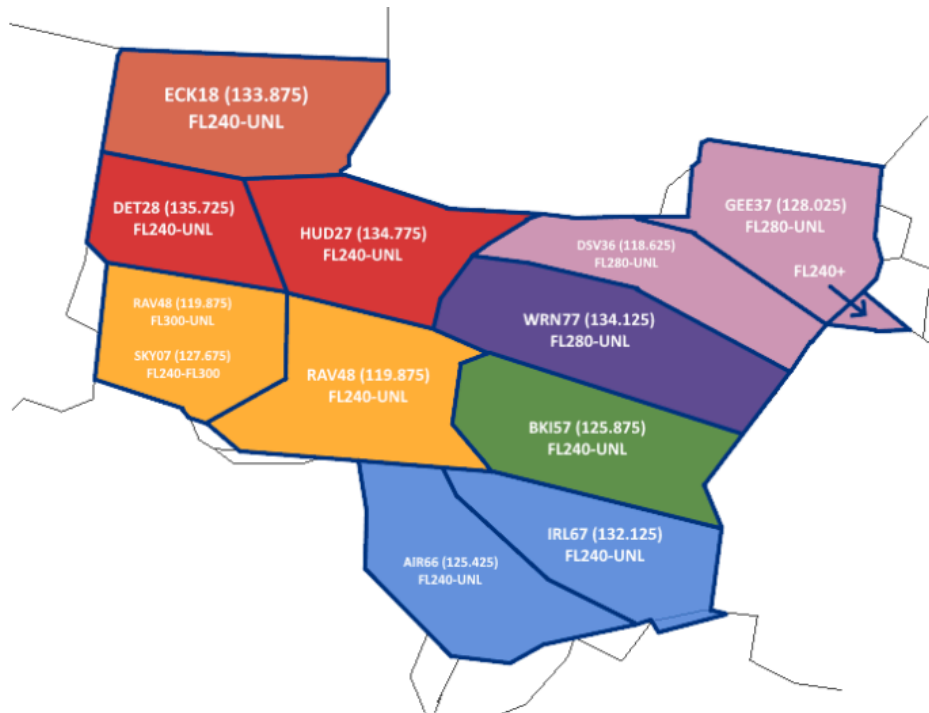 ECK18 (133.875)
FL240-UNL
DET28 (135.725)
FL240-UNL
HUD27 (134.775)
FL240-UNL
GEE37 (128.025)
FL280-UNL
DSV36 (118.625)
FL280-UNL
FL240+
RAV48 (119.875)
FL300-UNL
SKY07 (127.675)
FL240-FL300
WRN77 (134.125)
FL280-UNL
RAV48 (119.875)
FL240-UNL
BKI57 (125.875)
FL240-UNL
IRL67 (132.125)
FL240-UNL
AIR66 (125.425)
FL240-UNL